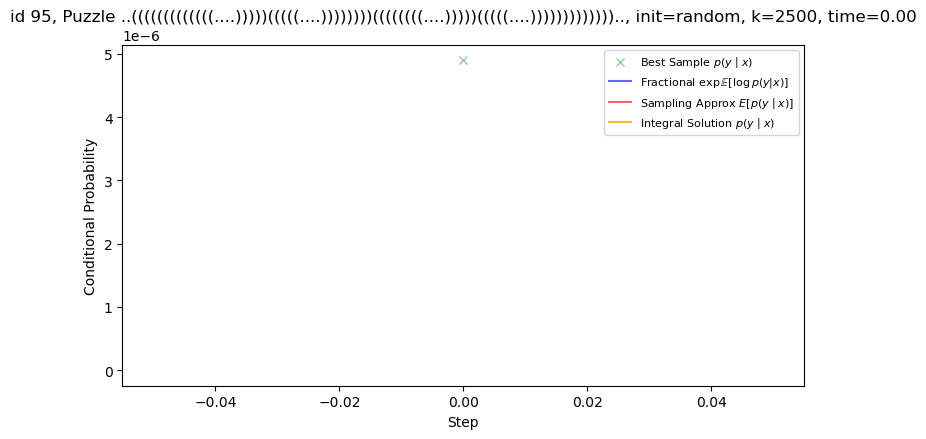 id 95, Puzzle ..(((((((((((((....)))))(((((....))))))))((((((((....)))))(((((....))))))))))))).., init=random, k=2500, time=0.00
1e−6
5
4
3
2
1
0
Conditional Probability
Best Sample p(y | x)
Fractional exp 𝔼[log p(y|x)]
Sampling Approx E[p(y | x)]
Integral Solution p(y | x)
−0.04 −0.02 0.00 0.02 0.04
Step